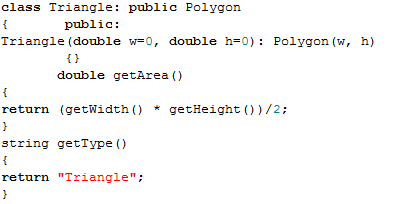 class Triangle: public Polygon
{ public:
Triangle(double w=0, double h=0): Polygon(w, h)
{}
double getArea()
{
return (getWidth() * getHeight())/2;
}
string getType()
{
return "Triangle";
}